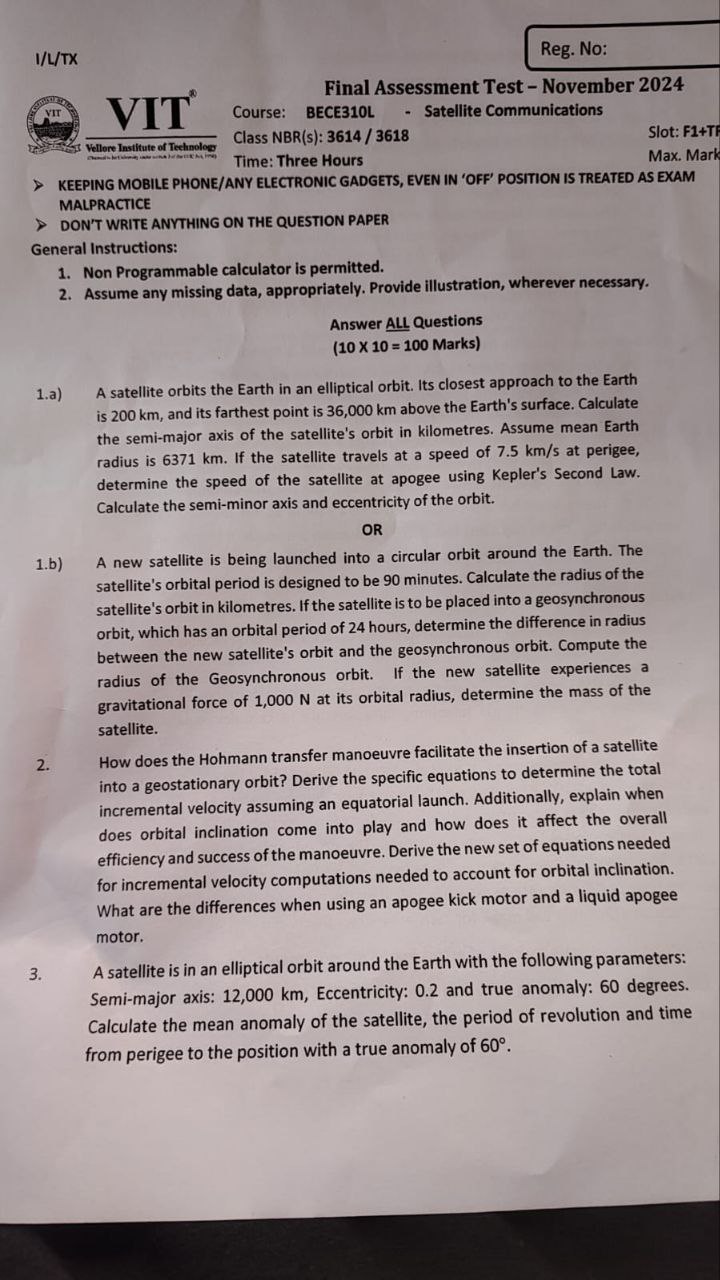 I/L/TX
Reg. No:
Final Assessment Test – November 2024
VIT®
Course: BECE310L - Satellite Communications
Vellore Institute of Technology
Class NBR(s): 3614 / 3618
Slot: F1+TF
Time: Three Hours
Max. Mark
➢ KEEPING MOBILE PHONE/ANY ELECTRONIC GADGETS, EVEN IN ‘OFF’ POSITION IS TREATED AS EXAM
MALPRACTICE
➢ DON’T WRITE ANYTHING ON THE QUESTION PAPER
General Instructions:
1. Non Programmable calculator is permitted.
2. Assume any missing data, appropriately. Provide illustration, wherever necessary.
Answer ALL Questions
(10 X 10 = 100 Marks)
1.a) A satellite orbits the Earth in an elliptical orbit. Its closest approach to the Earth
is 200 km, and its farthest point is 36,000 km above the Earth's surface. Calculate
the semi-major axis of the satellite's orbit in kilometres. Assume mean Earth
radius is 6371 km. If the satellite travels at a speed of 7.5 km/s at perigee,
determine the speed of the satellite at apogee using Kepler's Second Law.
Calculate the semi-minor axis and eccentricity of the orbit.
OR
1.b) A new satellite is being launched into a circular orbit around the Earth. The
satellite's orbital period is designed to be 90 minutes. Calculate the radius of the
satellite's orbit in kilometres. If the satellite is to be placed into a geosynchronous
orbit, which has an orbital period of 24 hours, determine the difference in radius
between the new satellite's orbit and the geosynchronous orbit. Compute the
radius of the Geosynchronous orbit. If the new satellite experiences a
gravitational force of 1,000 N at its orbital radius, determine the mass of the
satellite.
2. How does the Hohmann transfer manoeuvre facilitate the insertion of a satellite
into a geostationary orbit? Derive the specific equations to determine the total
incremental velocity assuming an equatorial launch. Additionally, explain when
does orbital inclination come into play and how does it affect the overall
efficiency and success of the manoeuvre. Derive the new set of equations needed
for incremental velocity computations needed to account for orbital inclination.
What are the differences when using an apogee kick motor and a liquid apogee
motor.
3. A satellite is in an elliptical orbit around the Earth with the following parameters:
Semi-major axis: 12,000 km, Eccentricity: 0.2 and true anomaly: 60 degrees.
Calculate the mean anomaly of the satellite, the period of revolution and time
from perigee to the position with a true anomaly of 60°.